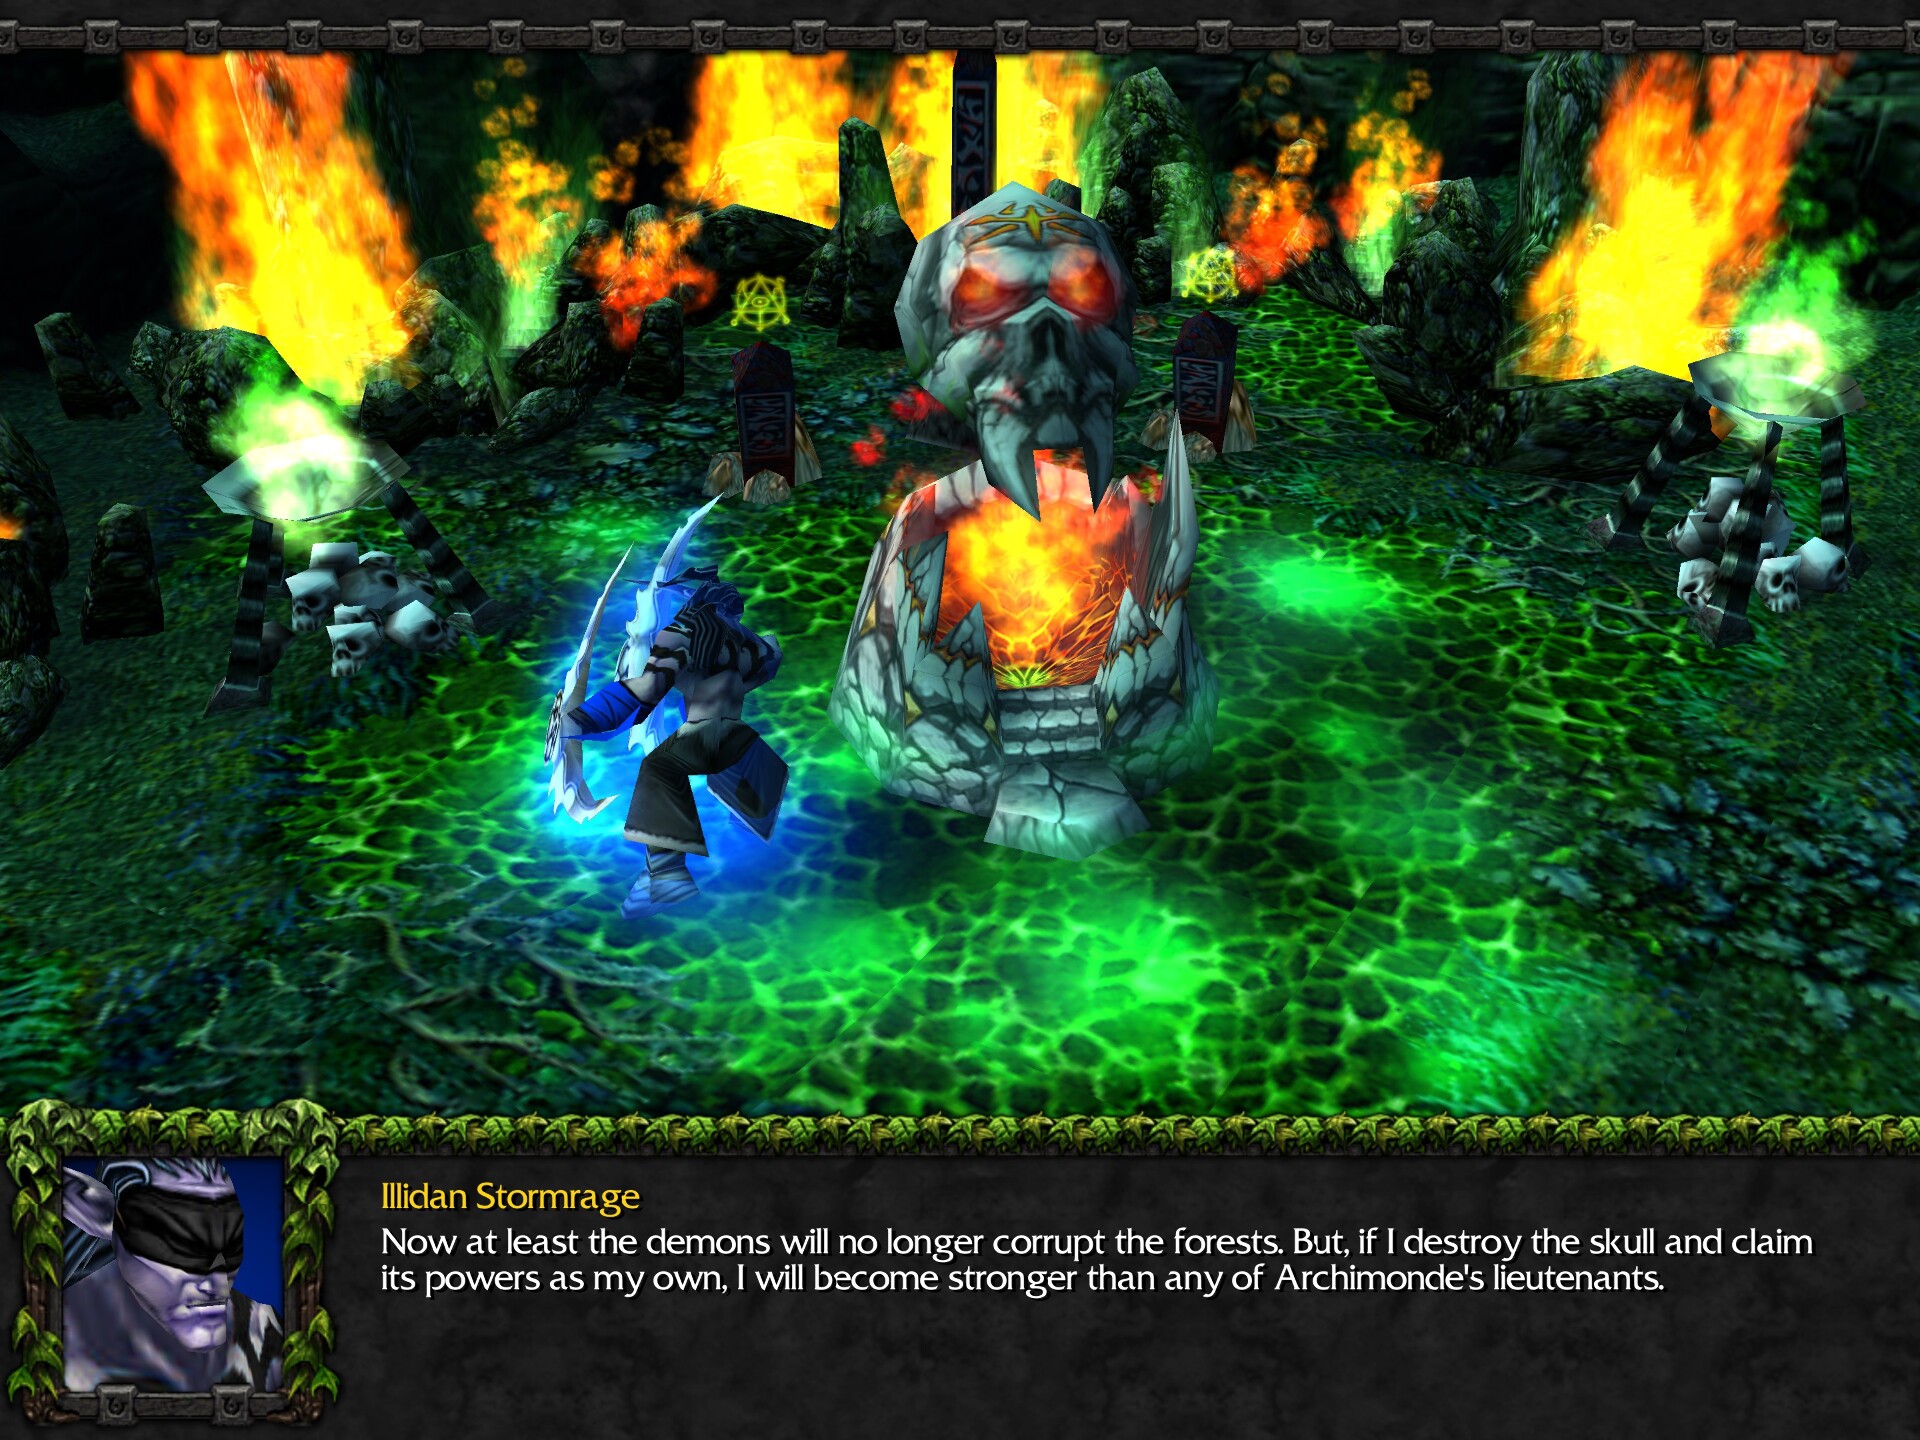 Illidan Stormrage
Now at least the demons will no longer corrupt the forests. But, if I destroy the skull and claim
its powers as my own, I will become stronger than any of Archimonde's lieutenants.